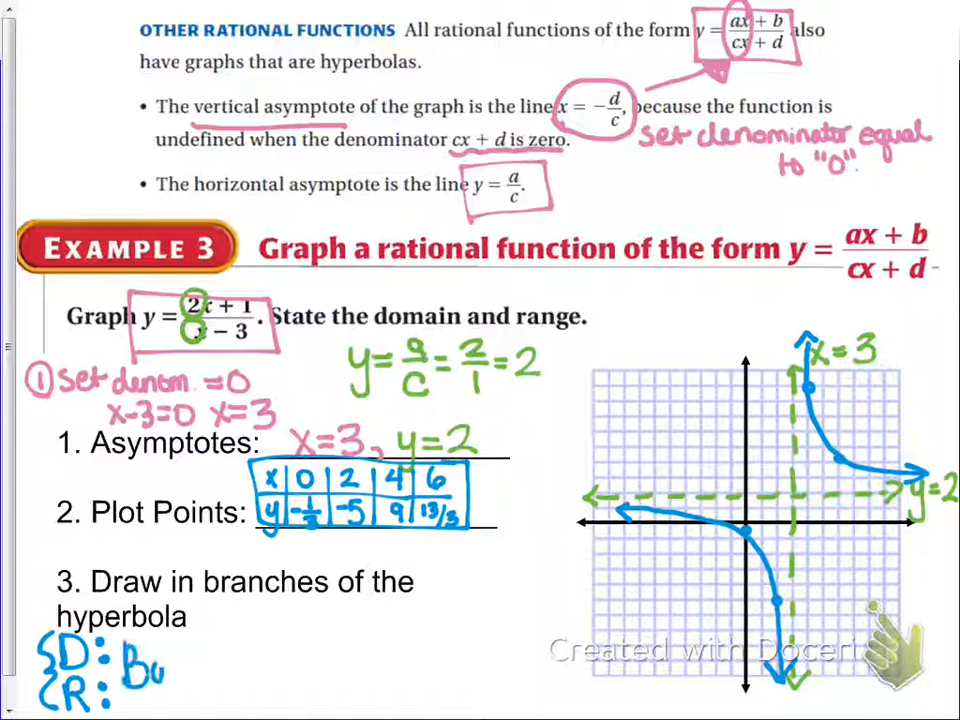 OTHER RATIONAL FUNCTIONS All rational functions of the form y = ax + b / cx + d also
have graphs that are hyperbolas.
• The vertical asymptote of the graph is the line x = −d/c, because the function is
undefined when the denominator cx + d is zero.
set denominator equal
to "0".
• The horizontal asymptote is the line y = a/c.
EXAMPLE 3 Graph a rational function of the form y = ax + b / cx + d
Graph y = 2x + 1 / x − 3. State the domain and range.
① Set denom = 0
x-3=0 x=3
y = a/c = 2/1 = 2
x=3
1. Asymptotes: x=3, y=2
x | 0 | 2 | 4 | 6
2. Plot Points: y | -1/3 | -5 | 9 | 13/3
y=2
3. Draw in branches of the
hyperbola
Created with Doceri
{D:
{R: